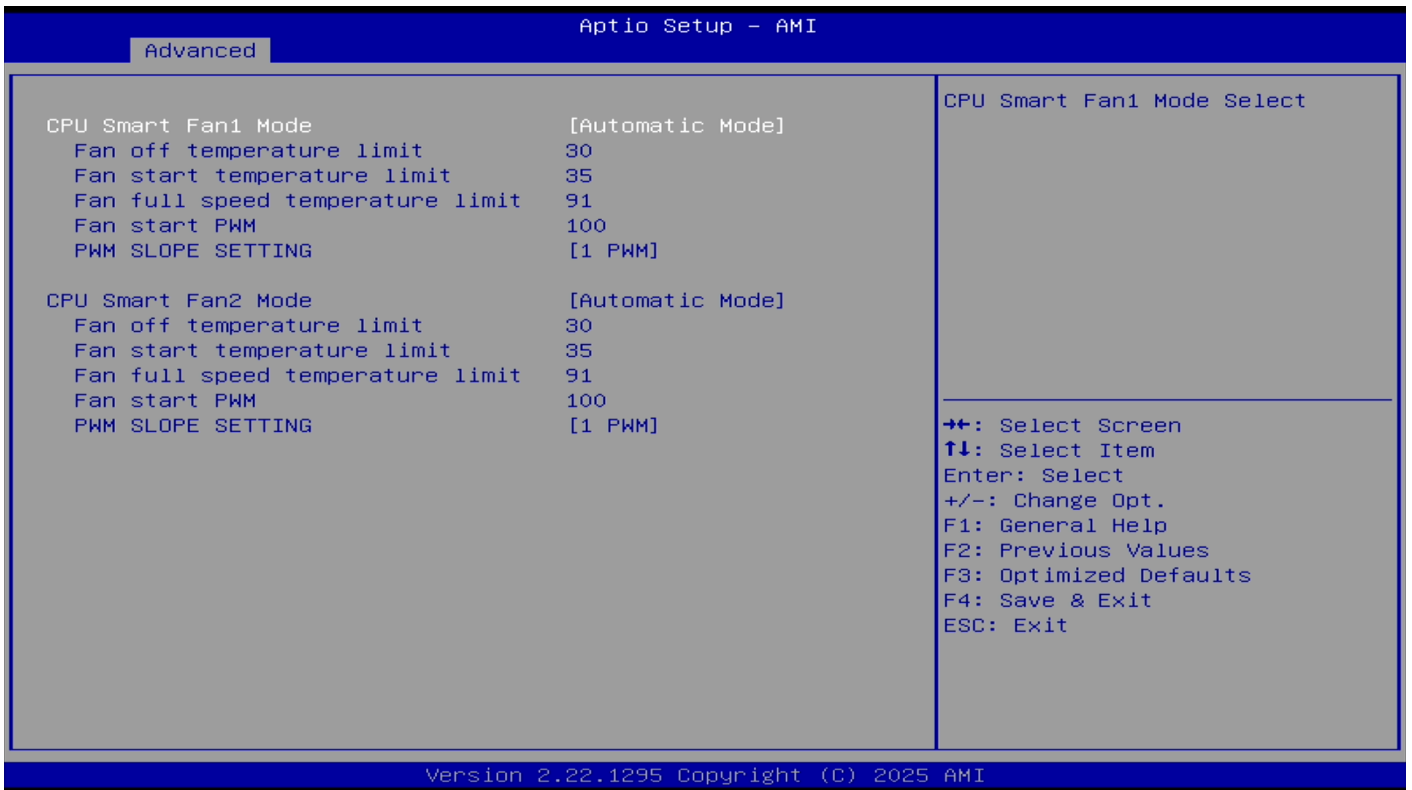 Aptio Setup – AMI
Advanced
CPU Smart Fan1 Mode [Automatic Mode]
Fan off temperature limit 30
Fan start temperature limit 35
Fan full speed temperature limit 91
Fan start PWM 100
PWM SLOPE SETTING [1 PWM]
CPU Smart Fan2 Mode [Automatic Mode]
Fan off temperature limit 30
Fan start temperature limit 35
Fan full speed temperature limit 91
Fan start PWM 100
PWM SLOPE SETTING [1 PWM]
CPU Smart Fan1 Mode Select
→←: Select Screen
↑↓: Select Item
Enter: Select
+/-: Change Opt.
F1: General Help
F2: Previous Values
F3: Optimized Defaults
F4: Save & Exit
ESC: Exit
Version 2.22.1295 Copyright (C) 2025 AMI